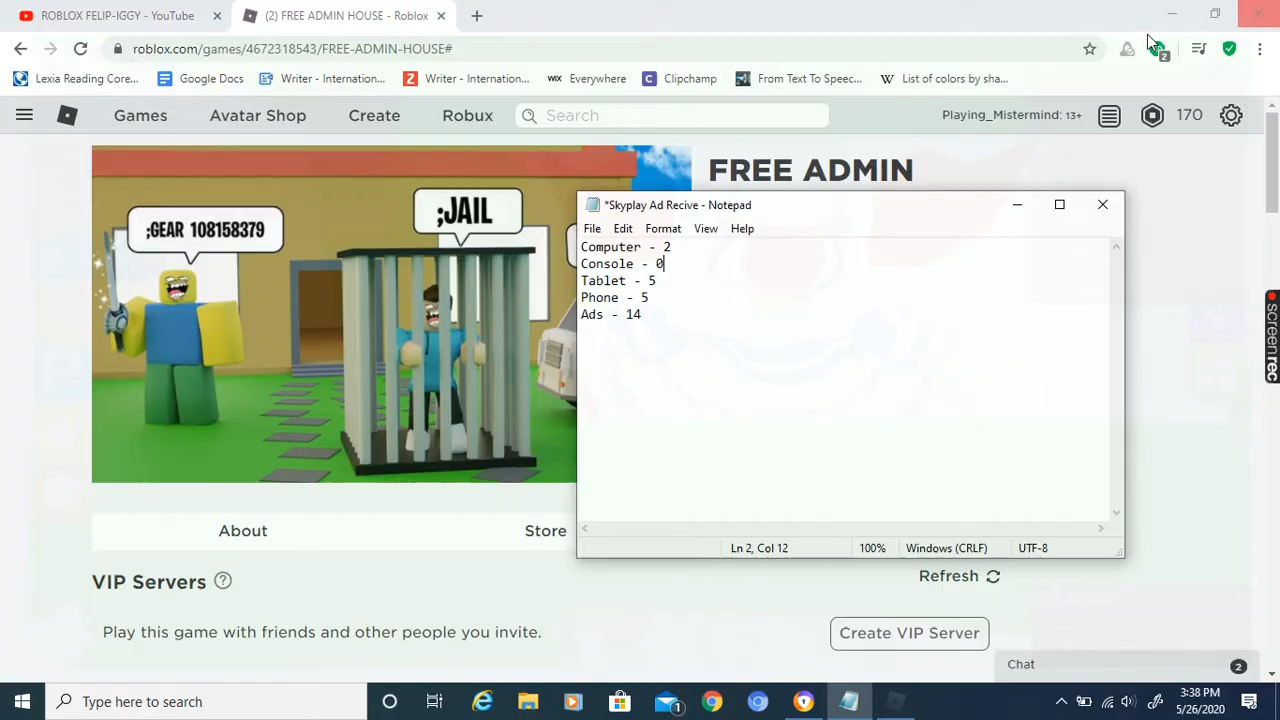 ROBLOX FELIP-IGGY - YouTube
(2) FREE ADMIN HOUSE - Roblox
roblox.com/games/4672318543/FREE-ADMIN-HOUSE#
2
Lexia Reading Core...
Google Docs
Writer - Internation...
Writer - Internation...
WIX Everywhere
Clipchamp
From Text To Speec...
W List of colors by sha...
Games
Avatar Shop
Create
Robux
Search
Playing_Mistermind: 13+
170
;GEAR 108158379
;JAIL
FREE ADMIN
*Skyplay Ad Recive - Notepad
File Edit Format View Help
Computer - 2
Console - 0
Tablet - 5
Phone - 5
Ads - 14
Ln 2, Col 12
100%
Windows (CRLF)
UTF-8
screenrec
About
Store
VIP Servers
Refresh
Play this game with friends and other people you invite.
Create VIP Server
Chat
2
Type here to search
1
3:38 PM
5/26/2020